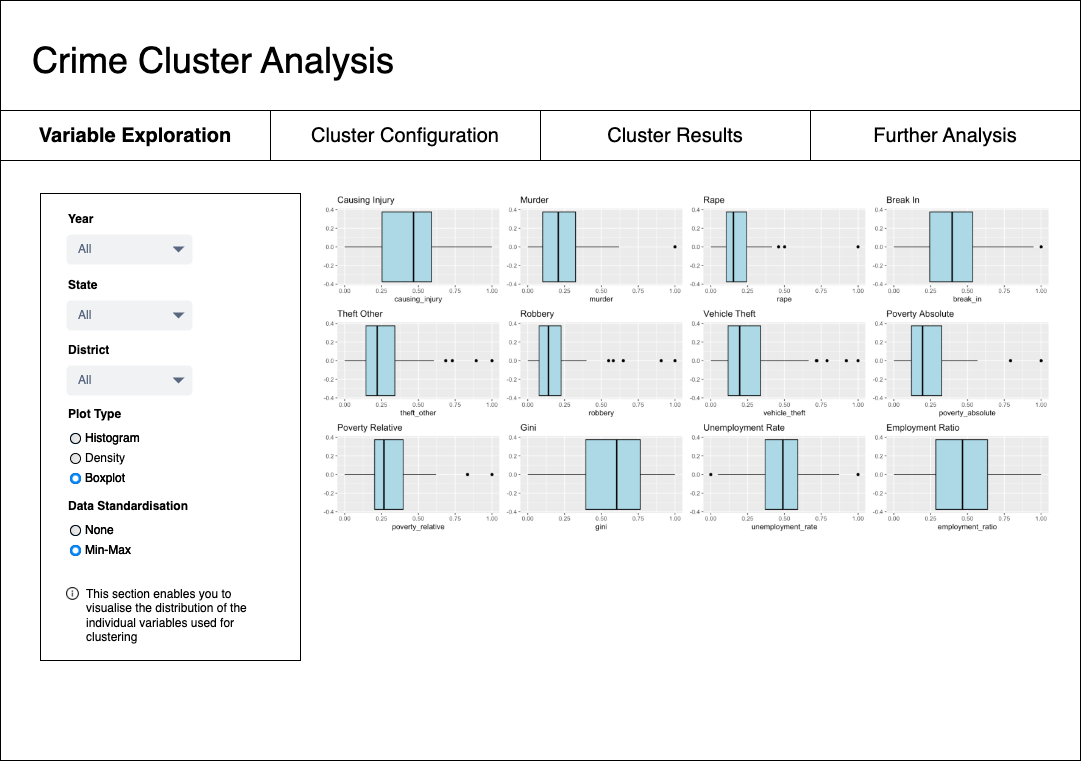 Crime Cluster Analysis
Variable Exploration
Cluster Configuration
Cluster Results
Further Analysis
Year
All
State
All
District
All
Plot Type
Histogram
Density
Boxplot
Data Standardisation
None
Min-Max
This section enables you to
visualise the distribution of the
individual variables used for
clustering
Causing Injury
0.4
0.2
0.0
-0.2
-0.4
0.00 0.25 0.50 0.75 1.00
causing_injury
Murder
0.4
0.2
0.0
-0.2
-0.4
0.00 0.25 0.50 0.75 1.00
murder
Rape
0.4
0.2
0.0
-0.2
-0.4
0.00 0.25 0.50 0.75 1.00
rape
Break In
0.4
0.2
0.0
-0.2
-0.4
0.00 0.25 0.50 0.75 1.00
break_in
Theft Other
0.4
0.2
0.0
-0.2
-0.4
0.00 0.25 0.50 0.75 1.00
theft_other
Robbery
0.4
0.2
0.0
-0.2
-0.4
0.00 0.25 0.50 0.75 1.00
robbery
Vehicle Theft
0.4
0.2
0.0
-0.2
-0.4
0.00 0.25 0.50 0.75 1.00
vehicle_theft
Poverty Absolute
0.4
0.2
0.0
-0.2
-0.4
0.00 0.25 0.50 0.75 1.00
poverty_absolute
Poverty Relative
0.4
0.2
0.0
-0.2
-0.4
0.00 0.25 0.50 0.75 1.00
poverty_relative
Gini
0.4
0.2
0.0
-0.2
-0.4
0.00 0.25 0.50 0.75 1.00
gini
Unemployment Rate
0.4
0.2
0.0
-0.2
-0.4
0.00 0.25 0.50 0.75 1.00
unemployment_rate
Employment Ratio
0.4
0.2
0.0
-0.2
-0.4
0.00 0.25 0.50 0.75 1.00
employment_ratio